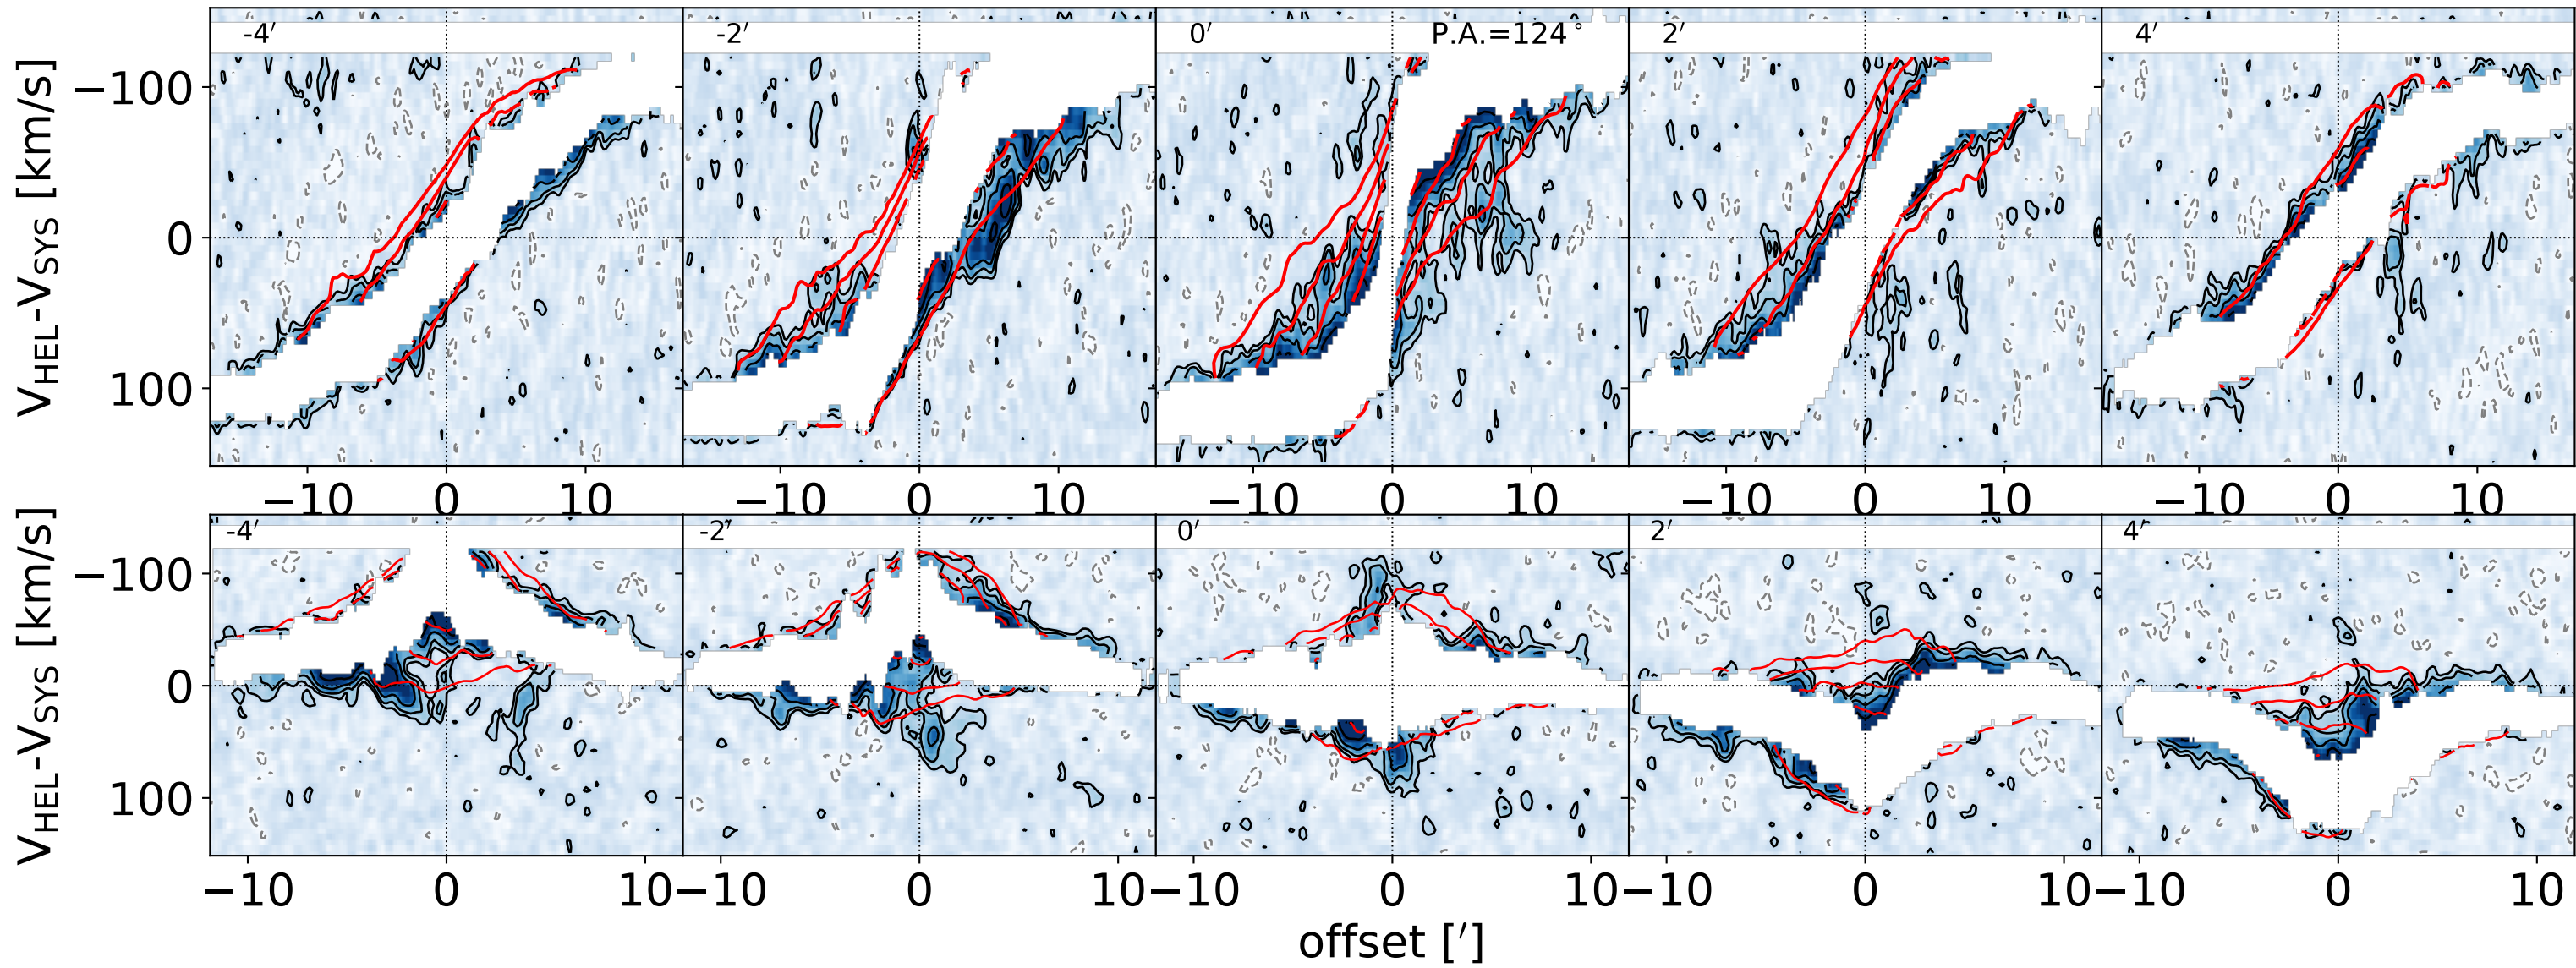 -4′ -2′ 0′ P.A.=124° 2′ 4′
V_HEL-V_SYS [km/s]
−100
0
100
−10 0 10 −10 0 10 −10 0 10 −10 0 10 −10 0 10
-4′ -2′ 0′ 2′ 4′
V_HEL-V_SYS [km/s]
−100
0
100
−10 0 10 −10 0 10 −10 0 10 −10 0 10 −10 0 10
offset [′]